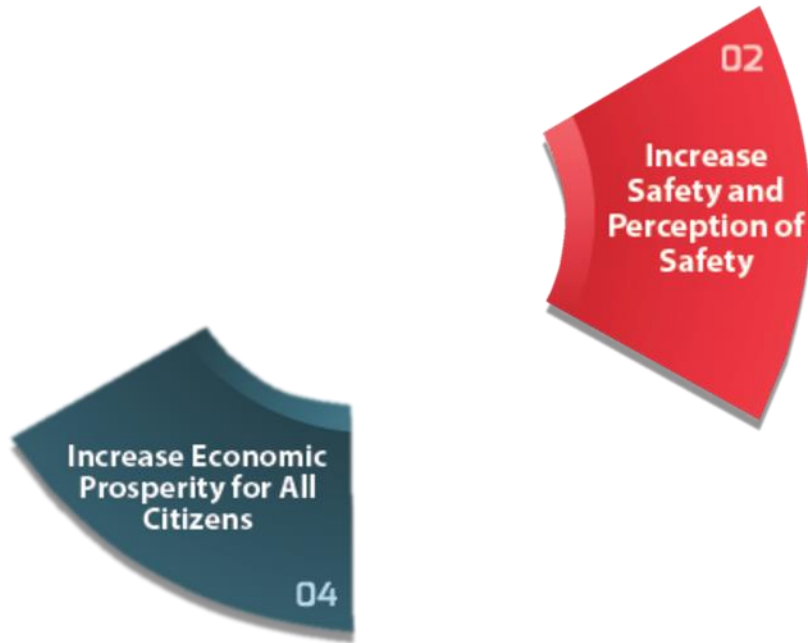 02
Increase
Safety and
Perception of
Safety
Increase Economic
Prosperity for All
Citizens
04